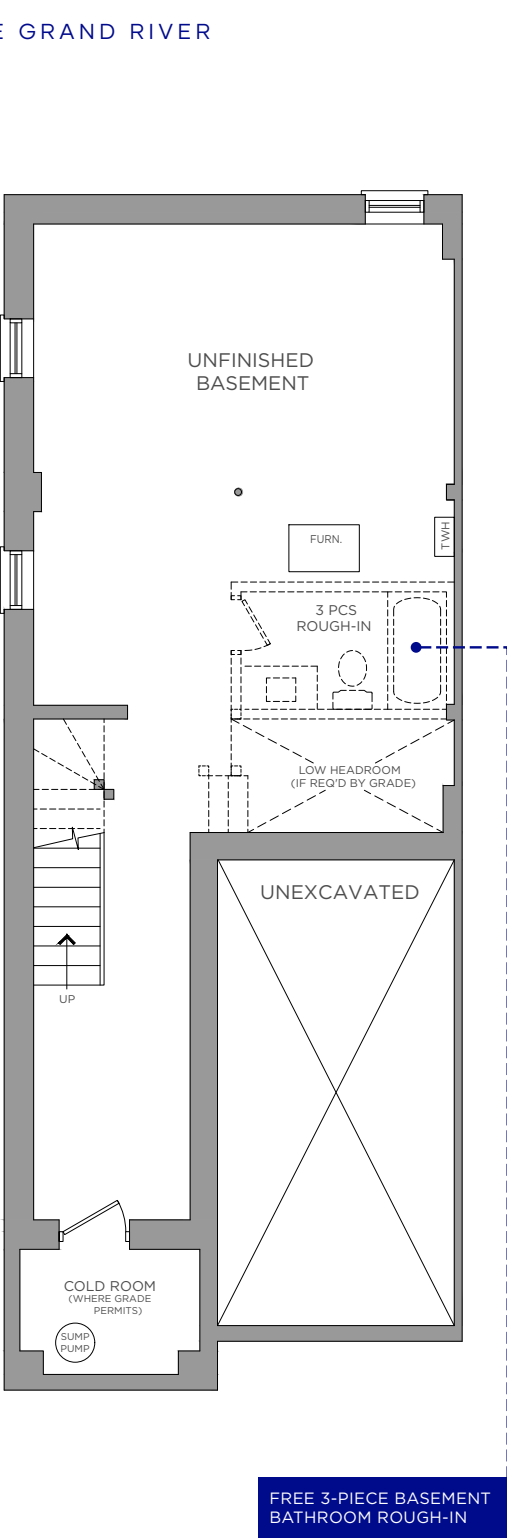 E GRAND RIVER
UNFINISHED
BASEMENT
FURN.
TWH
3 PCS
ROUGH-IN
LOW HEADROOM
(IF REQ'D BY GRADE)
UNEXCAVATED
UP
COLD ROOM
(WHERE GRADE
PERMITS)
SUMP
PUMP
FREE 3-PIECE BASEMENT
BATHROOM ROUGH-IN